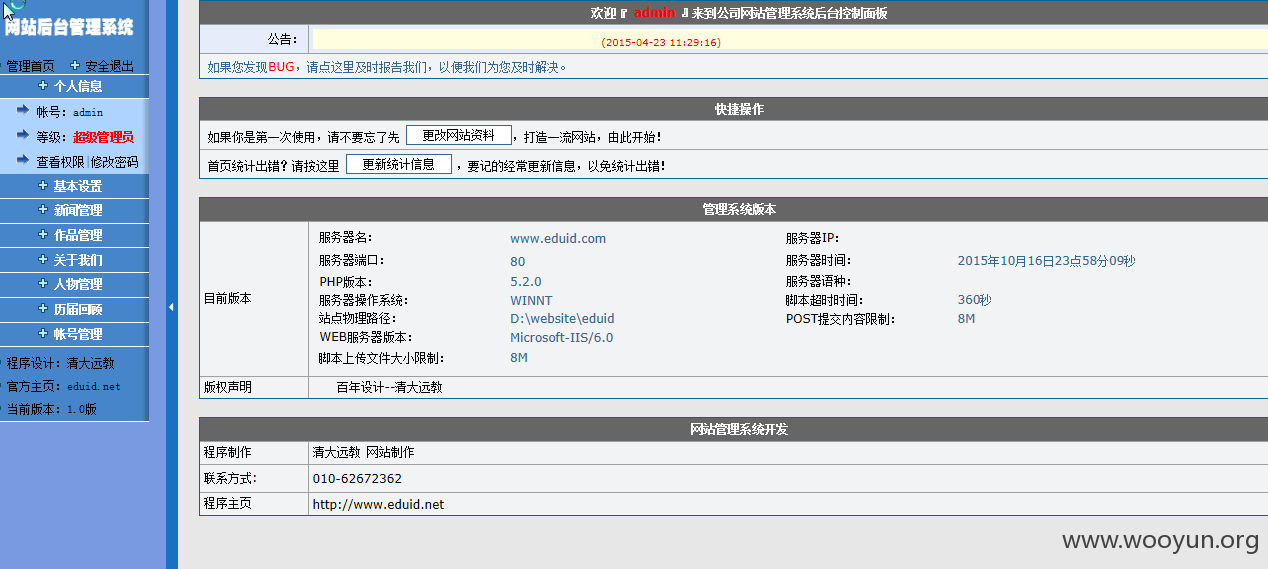 网站后台管理系统
管理首页 安全退出
个人信息
帐号：admin
等级：超级管理员
查看权限|修改密码
基本设置
新闻管理
作品管理
关于我们
人物管理
历届回顾
帐号管理
程序设计：清大远教
官方主页：eduid.net
当前版本：1.0版
欢迎『 admin 』来到公司网站管理系统后台控制面板
公告：
(2015-04-23 11:29:16)
如果您发现BUG，请点这里及时报告我们，以便我们为您及时解决。
快捷操作
如果你是第一次使用，请不要忘了先 更改网站资料 ，打造一流网站，由此开始！
首页统计出错？请按这里 更新统计信息 ，要记的经常更新信息，以免统计出错！
管理系统版本
目前版本
服务器名： www.eduid.com 服务器IP：
服务器端口： 80 服务器时间： 2015年10月16日23点58分09秒
PHP版本： 5.2.0 服务器语种：
服务器操作系统： WINNT 脚本超时时间： 360秒
站点物理路径： D:\website\eduid POST提交内容限制： 8M
WEB服务器版本： Microsoft-IIS/6.0
脚本上传文件大小限制： 8M
版权声明 百年设计--清大远教
网站管理系统开发
程序制作 清大远教 网站制作
联系方式： 010-62672362
程序主页 http://www.eduid.net
www.wooyun.org